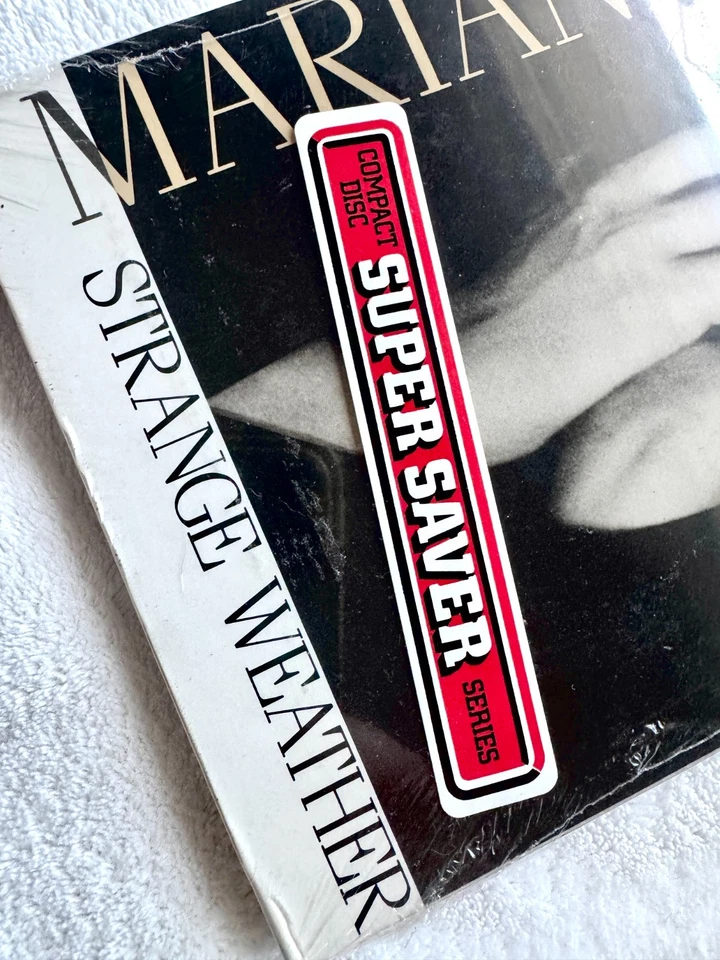 MARIAN
STRANGE WEATHER
COMPACT
DISC
SUPER SAVER
SERIES